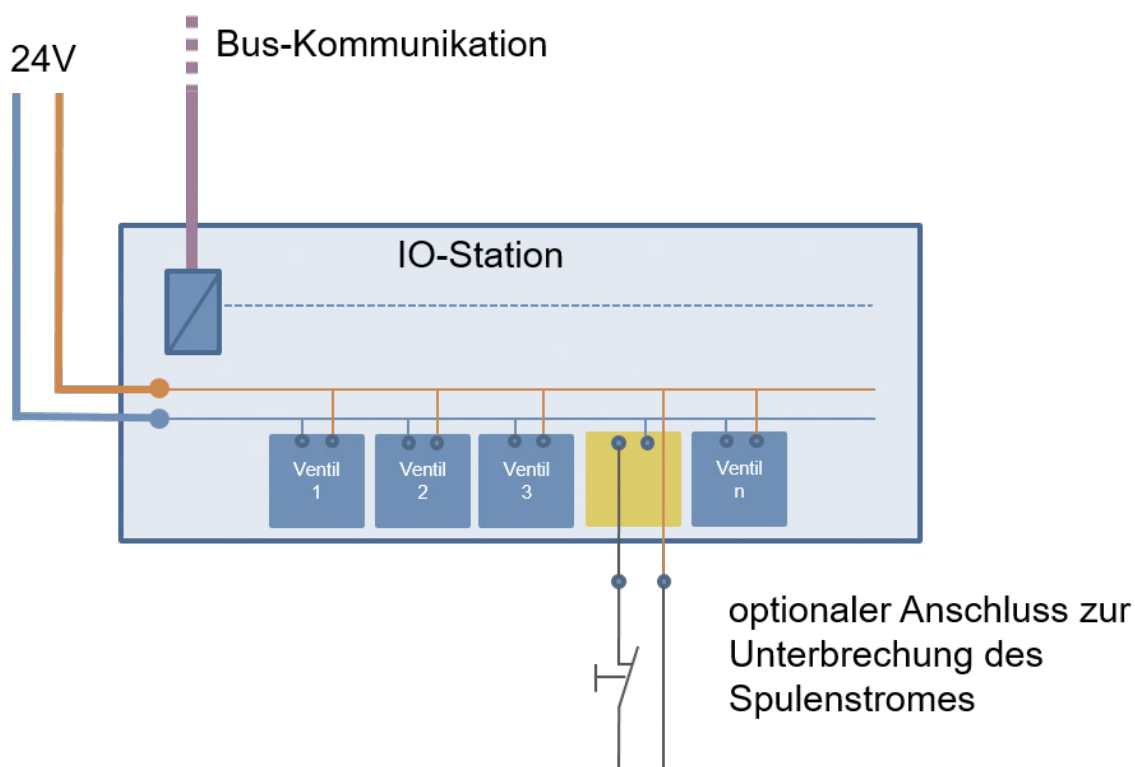 24V
Bus-Kommunikation
IO-Station
Ventil
1
Ventil
2
Ventil
3
Ventil
n
optionaler Anschluss zur
Unterbrechung des
Spulenstromes